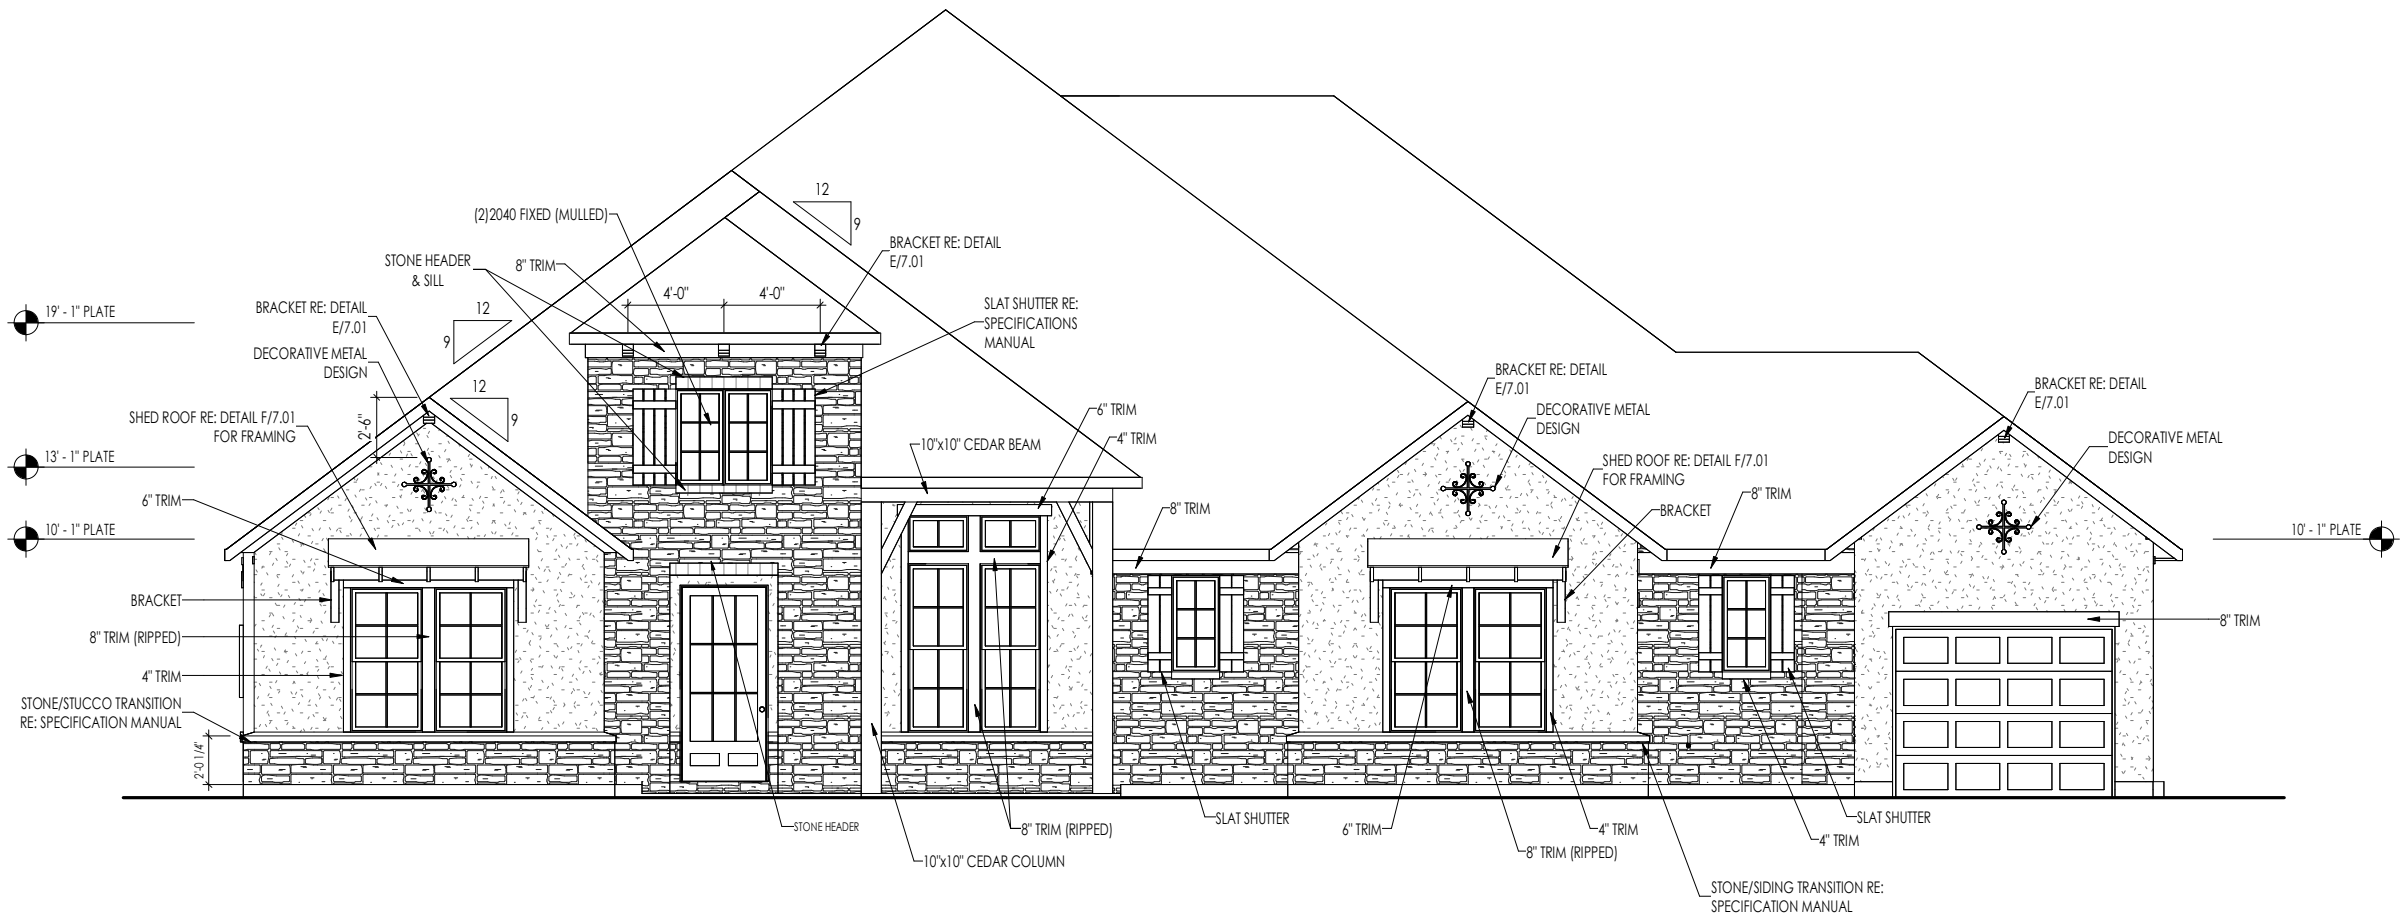 12
9
(2)2040 FIXED (MULLED)
BRACKET RE: DETAIL
E/7.01
STONE HEADER
& SILL
8" TRIM
4'-0"
4'-0"
SLAT SHUTTER RE:
SPECIFICATIONS
MANUAL
19' - 1" PLATE
BRACKET RE: DETAIL
E/7.01
12
9
DECORATIVE METAL
DESIGN
12
9
2'-6"
SHED ROOF RE: DETAIL F/7.01
FOR FRAMING
13' - 1" PLATE
6" TRIM
10' - 1" PLATE
BRACKET
8" TRIM (RIPPED)
4" TRIM
STONE/STUCCO TRANSITION
RE: SPECIFICATION MANUAL
2'-0 1/4"
10"x10" CEDAR BEAM
6" TRIM
4" TRIM
8" TRIM
BRACKET RE: DETAIL
E/7.01
DECORATIVE METAL
DESIGN
SHED ROOF RE: DETAIL F/7.01
FOR FRAMING
8" TRIM
BRACKET
BRACKET RE: DETAIL
E/7.01
DECORATIVE METAL
DESIGN
10' - 1" PLATE
8" TRIM
STONE HEADER
8" TRIM (RIPPED)
10"x10" CEDAR COLUMN
SLAT SHUTTER
6" TRIM
4" TRIM
8" TRIM (RIPPED)
SLAT SHUTTER
4" TRIM
STONE/SIDING TRANSITION RE:
SPECIFICATION MANUAL